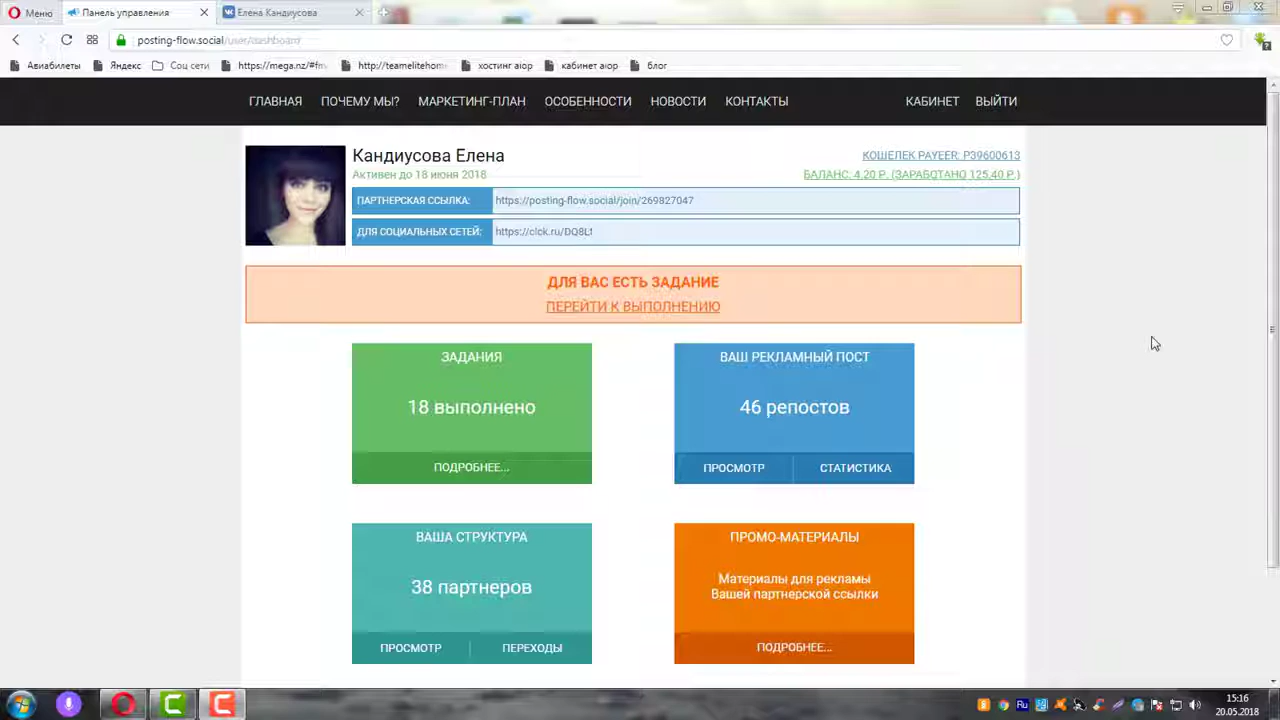 Меню
Панель управления
Елена Кандиусова
posting-flow.social/user/dashboard
Авиабилеты
Яндекс
Соц сети
https://mega.nz/#fm
http://teamelitehom
хостинг аиор
кабинет аиор
блог
ГЛАВНАЯ ПОЧЕМУ МЫ? МАРКЕТИНГ-ПЛАН ОСОБЕННОСТИ НОВОСТИ КОНТАКТЫ КАБИНЕТ ВЫЙТИ
Кандиусова Елена
КОШЕЛЕК PAYEER: P39600613
Активен до 18 июня 2018
БАЛАНС: 4,20 Р. (ЗАРАБОТАНО 125,40 Р.)
ПАРТНЕРСКАЯ ССЫЛКА: https://posting-flow.social/join/269827047
ДЛЯ СОЦИАЛЬНЫХ СЕТЕЙ:
ДЛЯ ВАС ЕСТЬ ЗАДАНИЕ
ПЕРЕЙТИ К ВЫПОЛНЕНИЮ
ЗАДАНИЯ
18 выполнено
ПОДРОБНЕЕ...
ВАШ РЕКЛАМНЫЙ ПОСТ
46 репостов
ПРОСМОТР СТАТИСТИКА
ВАША СТРУКТУРА
38 партнеров
ПРОСМОТР ПЕРЕХОДЫ
ПРОМО-МАТЕРИАЛЫ
Материалы для рекламы
Вашей партнерской ссылки
ПОДРОБНЕЕ...
Ru
15:16
20.05.2018